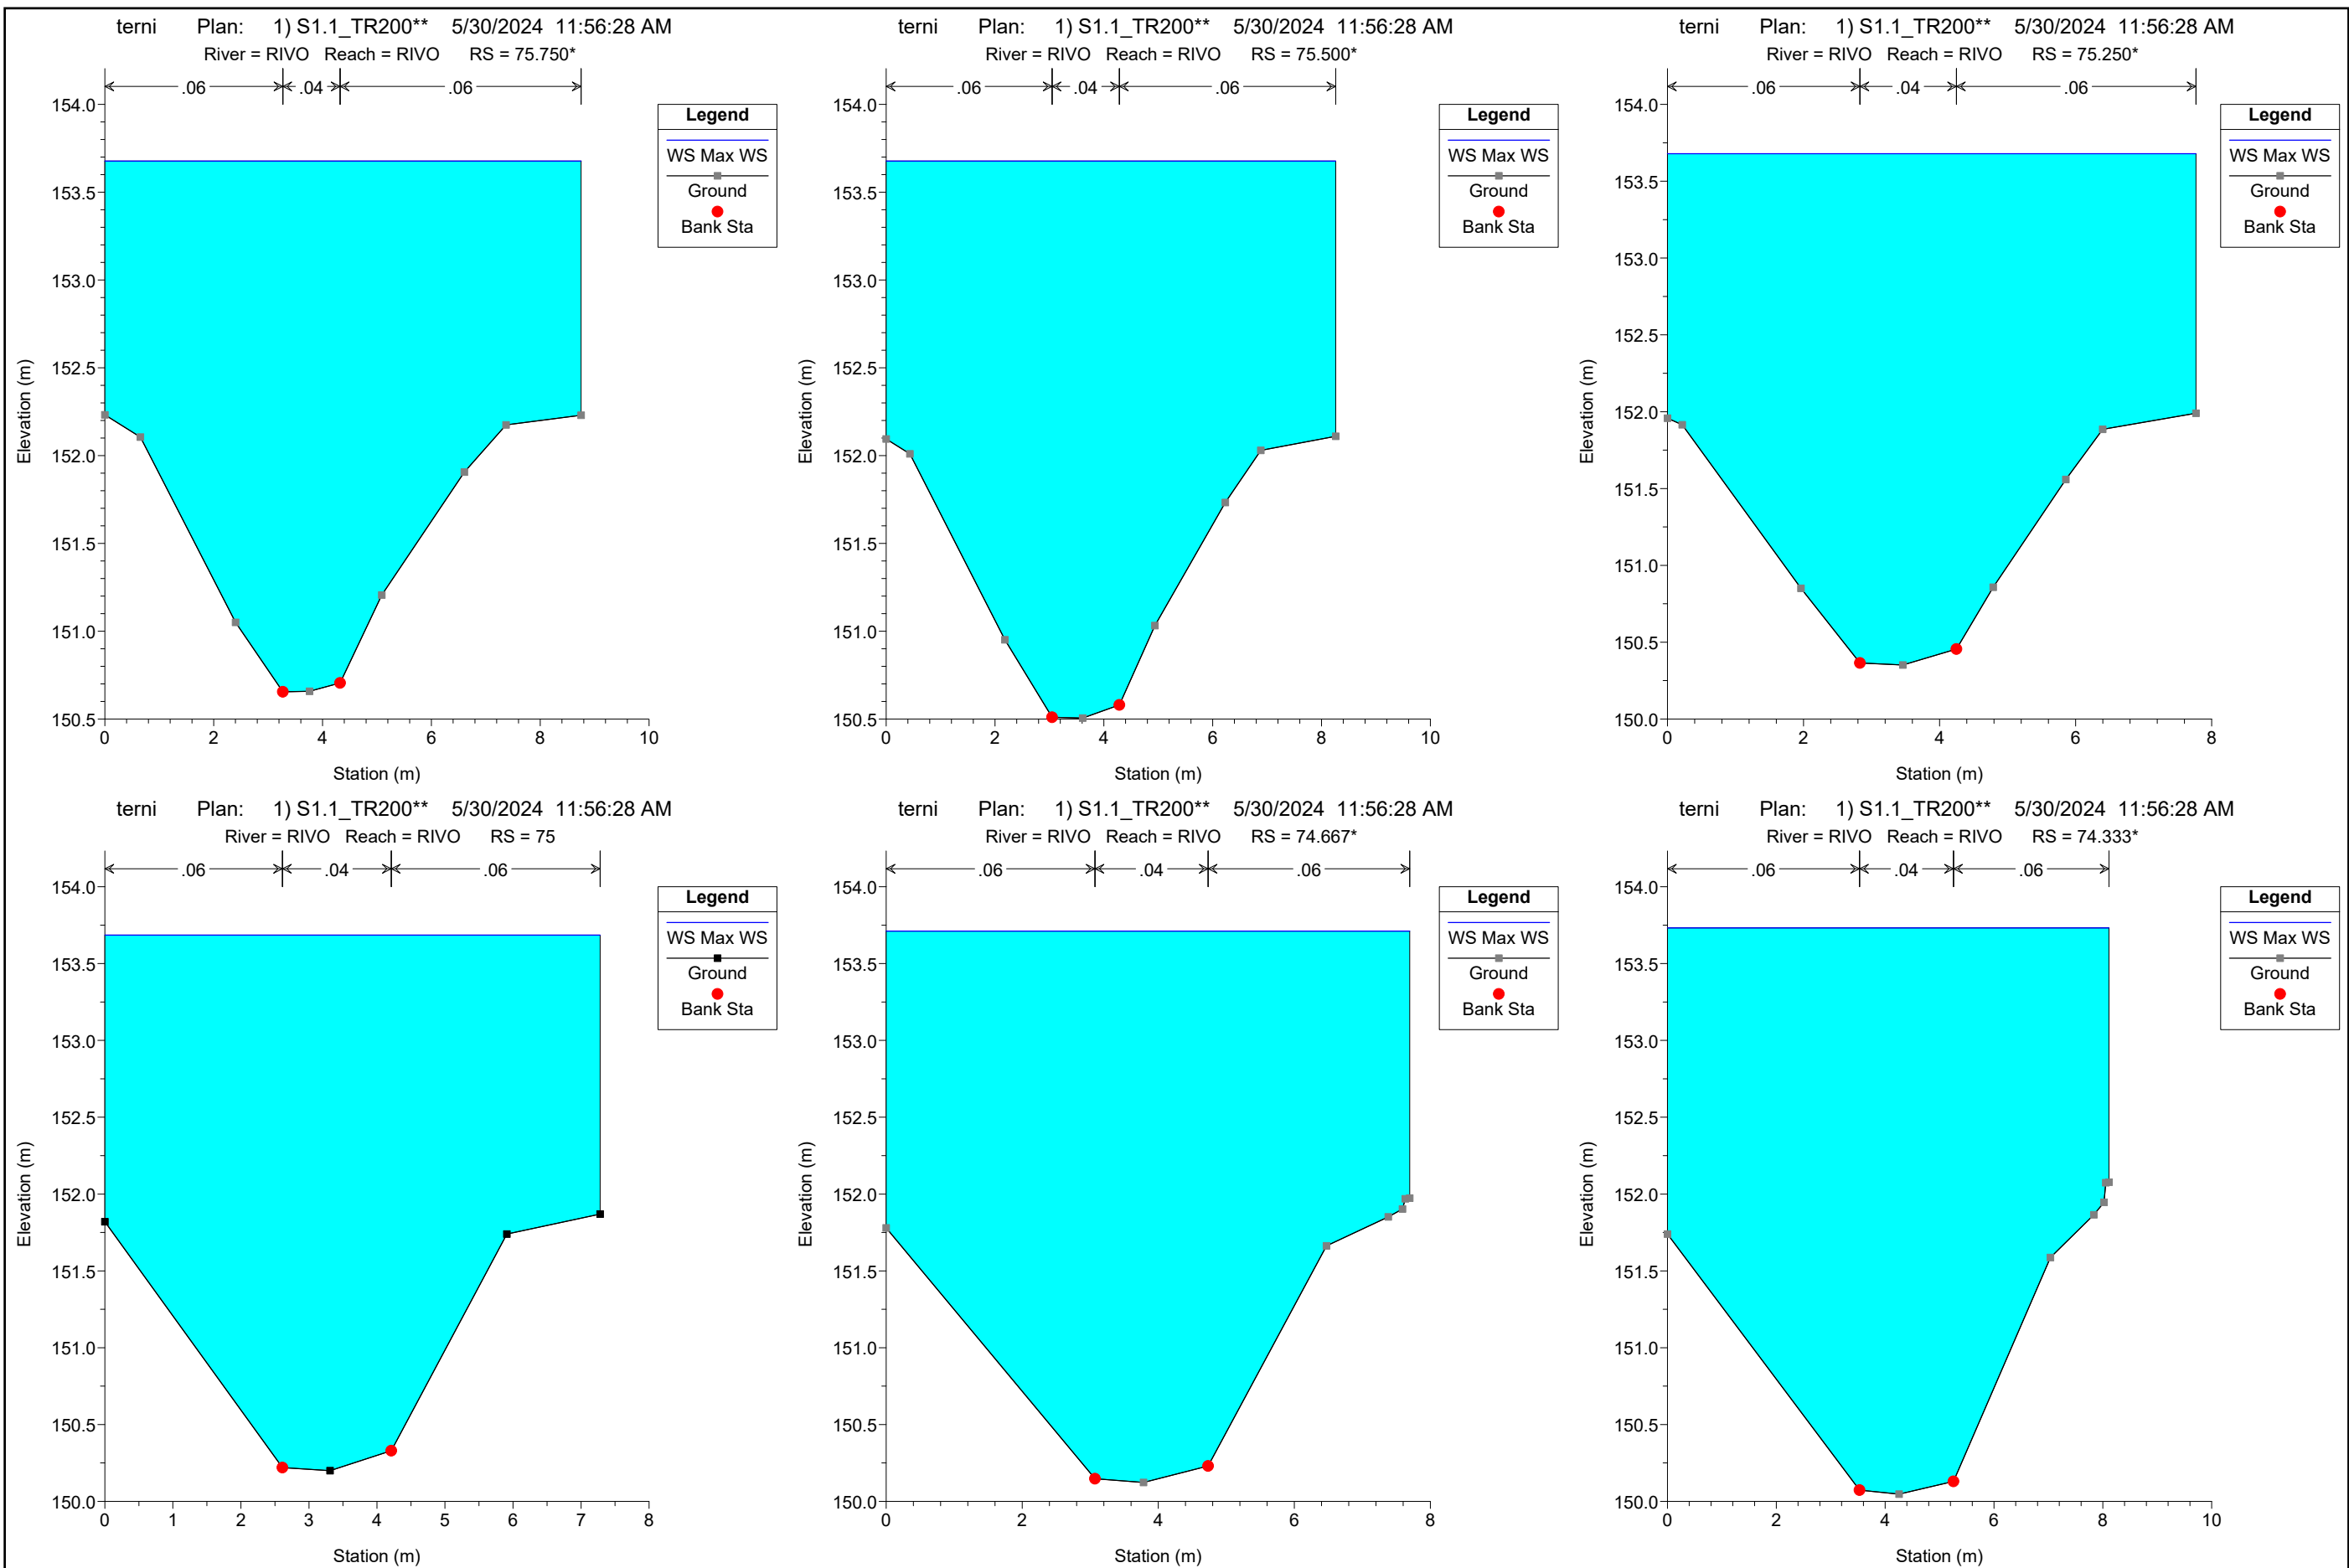 terni Plan: 1) S1.1_TR200** 5/30/2024 11:56:28 AM
River = RIVO Reach = RIVO RS = 75.750*
.06 .04 .06
Legend
WS Max WS
Ground
Bank Sta
154.0
153.5
153.0
152.5
152.0
151.5
151.0
150.5
Elevation (m)
0 2 4 6 8 10
Station (m)
terni Plan: 1) S1.1_TR200** 5/30/2024 11:56:28 AM
River = RIVO Reach = RIVO RS = 75.500*
.06 .04 .06
Legend
WS Max WS
Ground
Bank Sta
154.0
153.5
153.0
152.5
152.0
151.5
151.0
150.5
Elevation (m)
0 2 4 6 8 10
Station (m)
terni Plan: 1) S1.1_TR200** 5/30/2024 11:56:28 AM
River = RIVO Reach = RIVO RS = 75.250*
.06 .04 .06
Legend
WS Max WS
Ground
Bank Sta
154.0
153.5
153.0
152.5
152.0
151.5
151.0
150.5
150.0
Elevation (m)
0 2 4 6 8
Station (m)
terni Plan: 1) S1.1_TR200** 5/30/2024 11:56:28 AM
River = RIVO Reach = RIVO RS = 75
.06 .04 .06
Legend
WS Max WS
Ground
Bank Sta
154.0
153.5
153.0
152.5
152.0
151.5
151.0
150.5
150.0
Elevation (m)
0 1 2 3 4 5 6 7 8
Station (m)
terni Plan: 1) S1.1_TR200** 5/30/2024 11:56:28 AM
River = RIVO Reach = RIVO RS = 74.667*
.06 .04 .06
Legend
WS Max WS
Ground
Bank Sta
154.0
153.5
153.0
152.5
152.0
151.5
151.0
150.5
150.0
Elevation (m)
0 2 4 6 8
Station (m)
terni Plan: 1) S1.1_TR200** 5/30/2024 11:56:28 AM
River = RIVO Reach = RIVO RS = 74.333*
.06 .04 .06
Legend
WS Max WS
Ground
Bank Sta
154.0
153.5
153.0
152.5
152.0
151.5
151.0
150.5
150.0
Elevation (m)
0 2 4 6 8 10
Station (m)